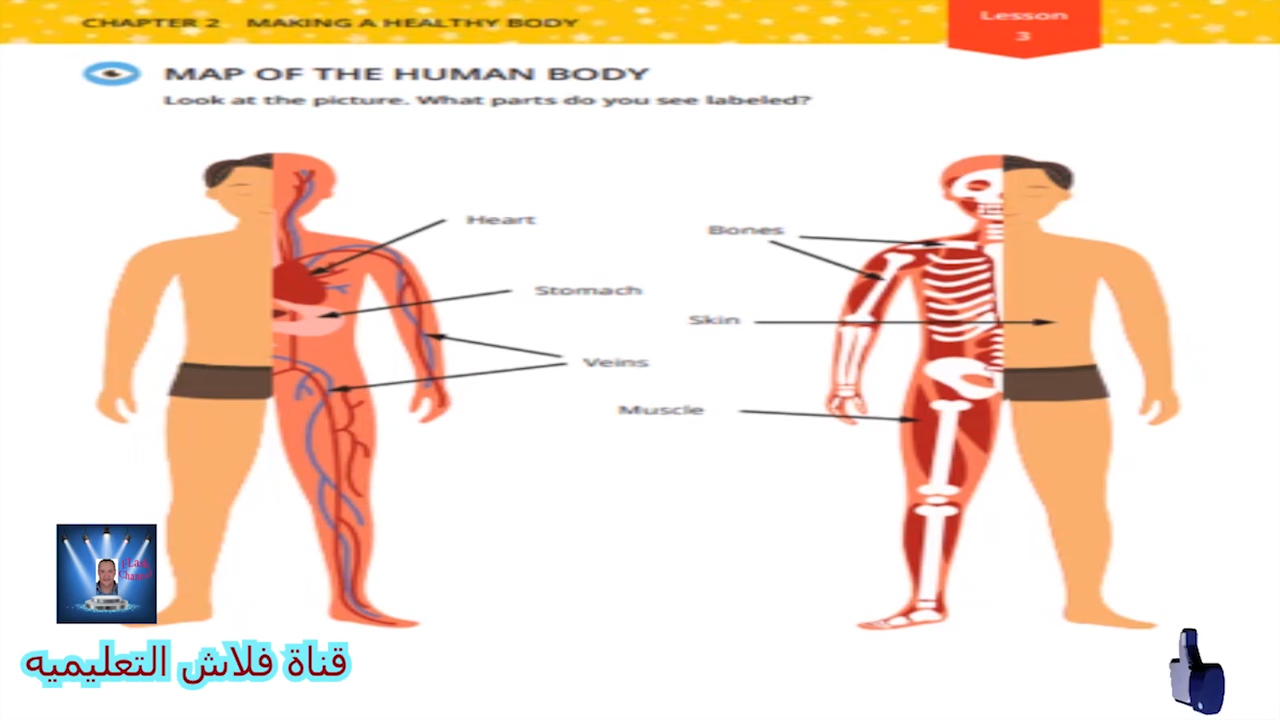 CHAPTER 2 MAKING A HEALTHY BODY
Lesson
3
MAP OF THE HUMAN BODY
Look at the picture. What parts do you see labeled?
Heart
Stomach
Veins
Bones
Skin
Muscle
قناة فلاش التعليميه